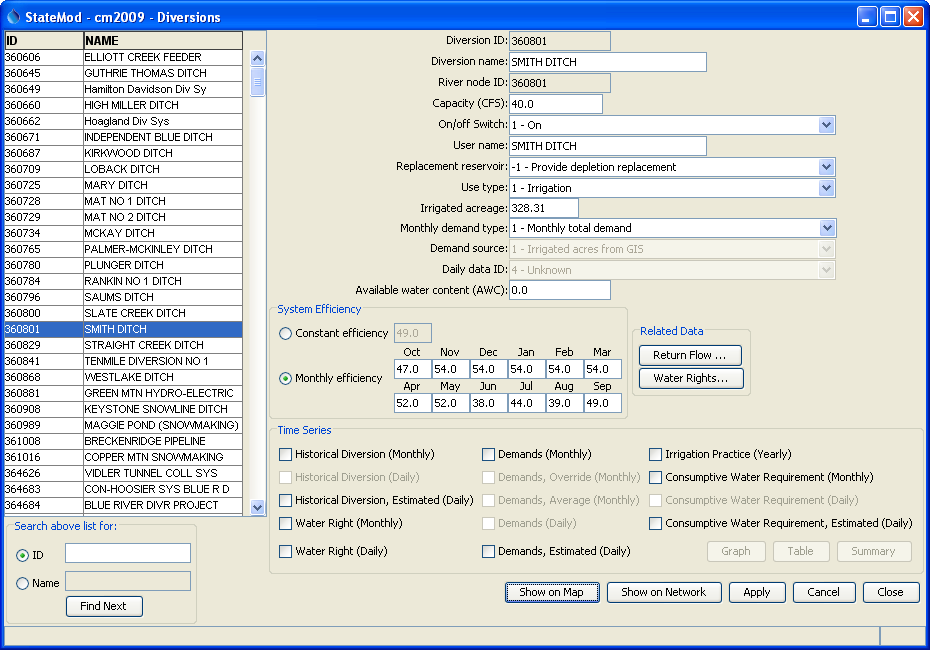 StateMod - cm2009 - Diversions
ID NAME
360606 ELLIOTT CREEK FEEDER
360645 GUTHRIE THOMAS DITCH
360649 Hamilton Davidson Div Sy
360660 HIGH MILLER DITCH
360662 Hoagland Div Sys
360671 INDEPENDENT BLUE DITCH
360687 KIRKWOOD DITCH
360709 LOBACK DITCH
360725 MARY DITCH
360728 MAT NO 1 DITCH
360729 MAT NO 2 DITCH
360734 MCKAY DITCH
360765 PALMER-MCKINLEY DITCH
360780 PLUNGER DITCH
360784 RANKIN NO 1 DITCH
360796 SAUMS DITCH
360800 SLATE CREEK DITCH
360801 SMITH DITCH
360829 STRAIGHT CREEK DITCH
360841 TENMILE DIVERSION NO 1
360868 WESTLAKE DITCH
360881 GREEN MTN HYDRO-ELECTRIC
360908 KEYSTONE SNOWLINE DITCH
360989 MAGGIE POND (SNOWMAKING)
361008 BRECKENRIDGE PIPELINE
361016 COPPER MTN SNOWMAKING
364626 VIDLER TUNNEL COLL SYS
364683 CON-HOOSIER SYS BLUE R D
364684 BLUE RIVER DIVR PROJECT
Search above list for:
ID
Name
Find Next
Diversion ID: 360801
Diversion name: SMITH DITCH
River node ID: 360801
Capacity (CFS): 40.0
On/off Switch: 1 - On
User name: SMITH DITCH
Replacement reservoir: -1 - Provide depletion replacement
Use type: 1 - Irrigation
Irrigated acreage: 328.31
Monthly demand type: 1 - Monthly total demand
Demand source: 1 - Irrigated acres from GIS
Daily data ID: 4 - Unknown
Available water content (AWC): 0.0
System Efficiency
Constant efficiency 49.0
Monthly efficiency
Oct Nov Dec Jan Feb Mar
47.0 54.0 54.0 54.0 54.0 54.0
Apr May Jun Jul Aug Sep
52.0 52.0 38.0 44.0 39.0 49.0
Related Data
Return Flow ...
Water Rights...
Time Series
Historical Diversion (Monthly) Demands (Monthly) Irrigation Practice (Yearly)
Historical Diversion (Daily) Demands, Override (Monthly) Consumptive Water Requirement (Monthly)
Historical Diversion, Estimated (Daily) Demands, Average (Monthly) Consumptive Water Requirement (Daily)
Water Right (Monthly) Demands (Daily) Consumptive Water Requirement, Estimated (Daily)
Water Right (Daily) Demands, Estimated (Daily) Graph Table Summary
Show on Map Show on Network Apply Cancel Close